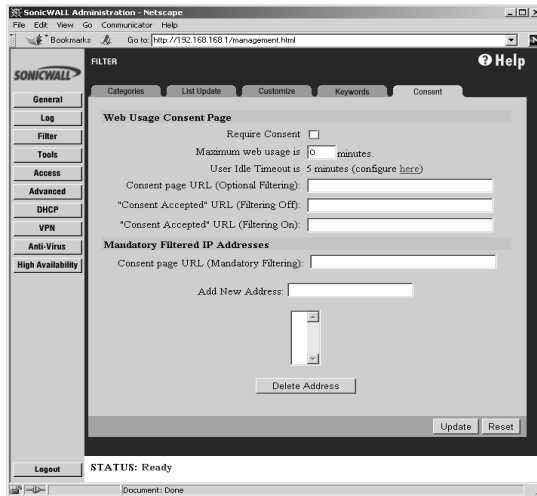 SonicWALL Administration - Netscape
File Edit View Go Communicator Help
Bookmarks Go to: http://192.168.168.1/management.html
SONICWALL
FILTER
Help
Categories List Update Customize Keywords Consent
General
Log
Filter
Tools
Access
Advanced
DHCP
VPN
Anti-Virus
High Availability
Logout
Web Usage Consent Page
Require Consent
Maximum web usage is 0 minutes.
User Idle Timeout is 5 minutes (configure here)
Consent page URL (Optional Filtering):
"Consent Accepted" URL (Filtering Off):
"Consent Accepted" URL (Filtering On):
Mandatory Filtered IP Addresses
Consent page URL (Mandatory Filtering):
Add New Address:
Delete Address
Update Reset
STATUS: Ready
Document: Done